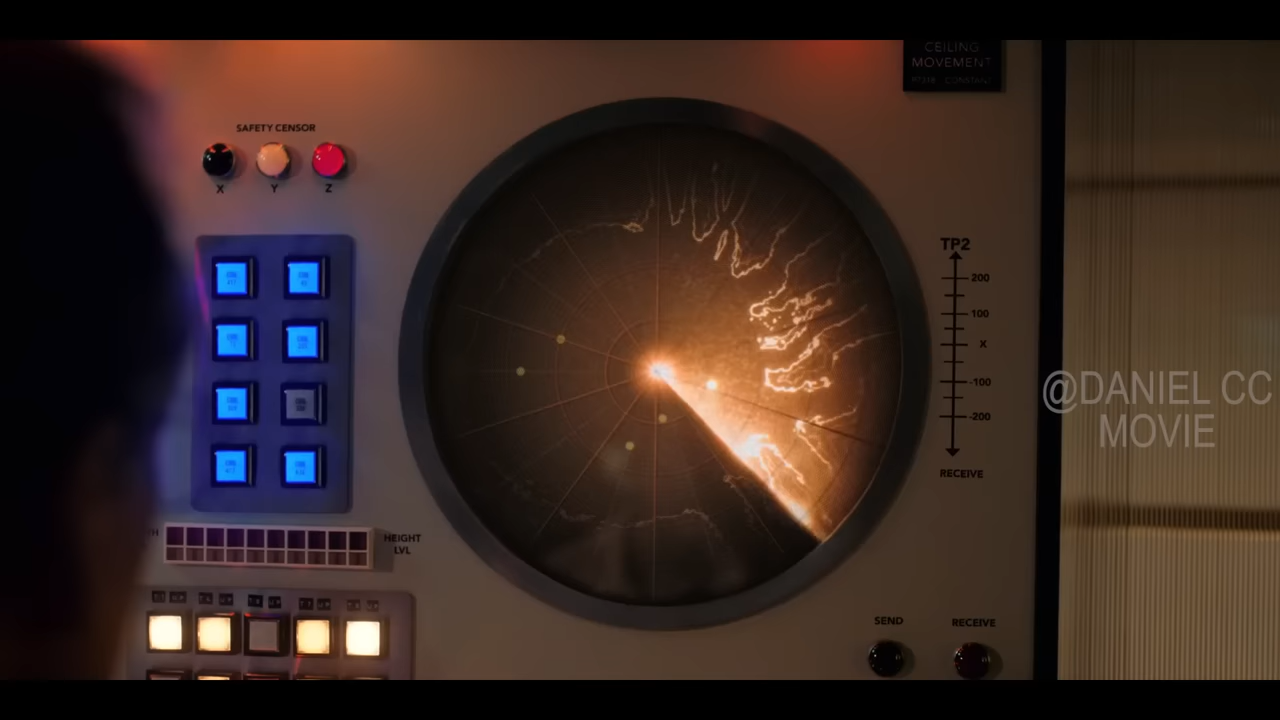 CEILING
MOVEMENT
SAFETY CENSOR
X Y Z
TP2
200
100
X
-100
-200
RECEIVE
@DANIEL CC
MOVIE
HEIGHT
LVL
SEND
RECEIVE